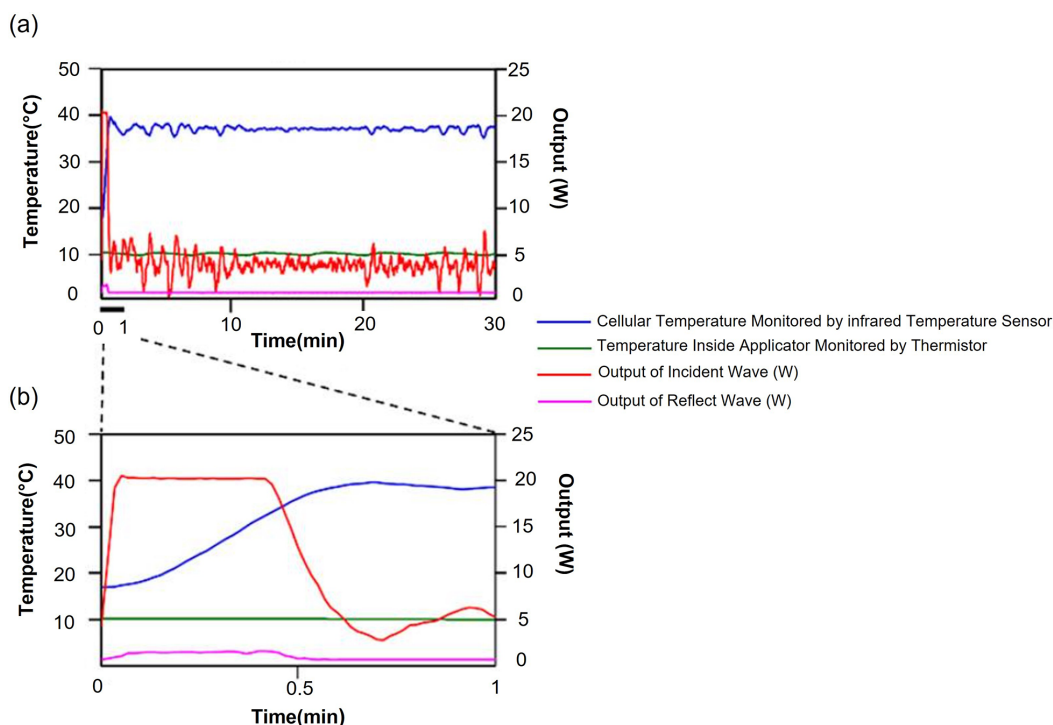 (a)
50
40
30
20
10
0
Temperature(°C)
25
20
15
10
5
0
Output (W)
0 1 10 20 30
Time(min)
Cellular Temperature Monitored by infrared Temperature Sensor
Temperature Inside Applicator Monitored by Thermistor
Output of Incident Wave (W)
Output of Reflect Wave (W)
(b)
50
40
30
20
10
Temperature(°C)
25
20
15
10
5
0
Output (W)
0 0.5 1
Time(min)